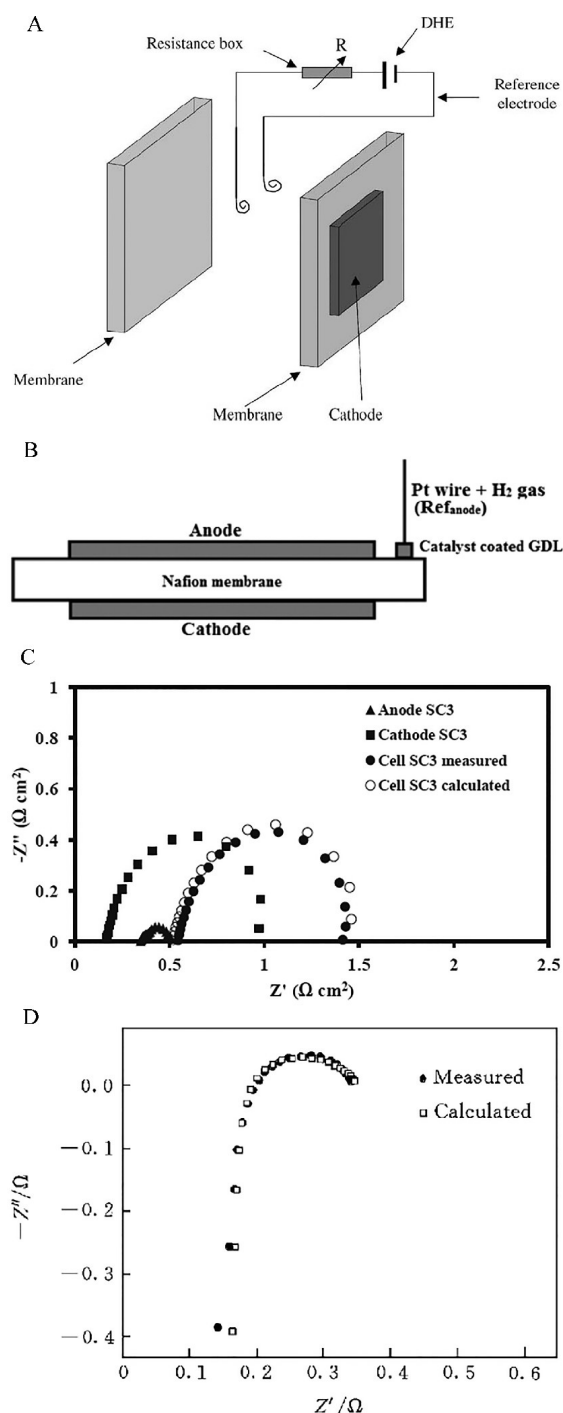 A
DHE
Resistance box
R
Reference
electrode
Membrane
Membrane
Cathode
B
Pt wire + H₂ gas
(Refanode)
Anode
Catalyst coated GDL
Nafion membrane
Cathode
C
1
0.8
0.6
0.4
0.2
0
-Z" (Ω cm²)
Anode SC3
Cathode SC3
Cell SC3 measured
Cell SC3 calculated
0 0.5 1 1.5 2 2.5
Z' (Ω cm²)
D
0.0
−0.1
−0.2
−0.3
−0.4
−Z″/Ω
Measured
Calculated
0 0.1 0.2 0.3 0.4 0.5 0.6
Z′/Ω